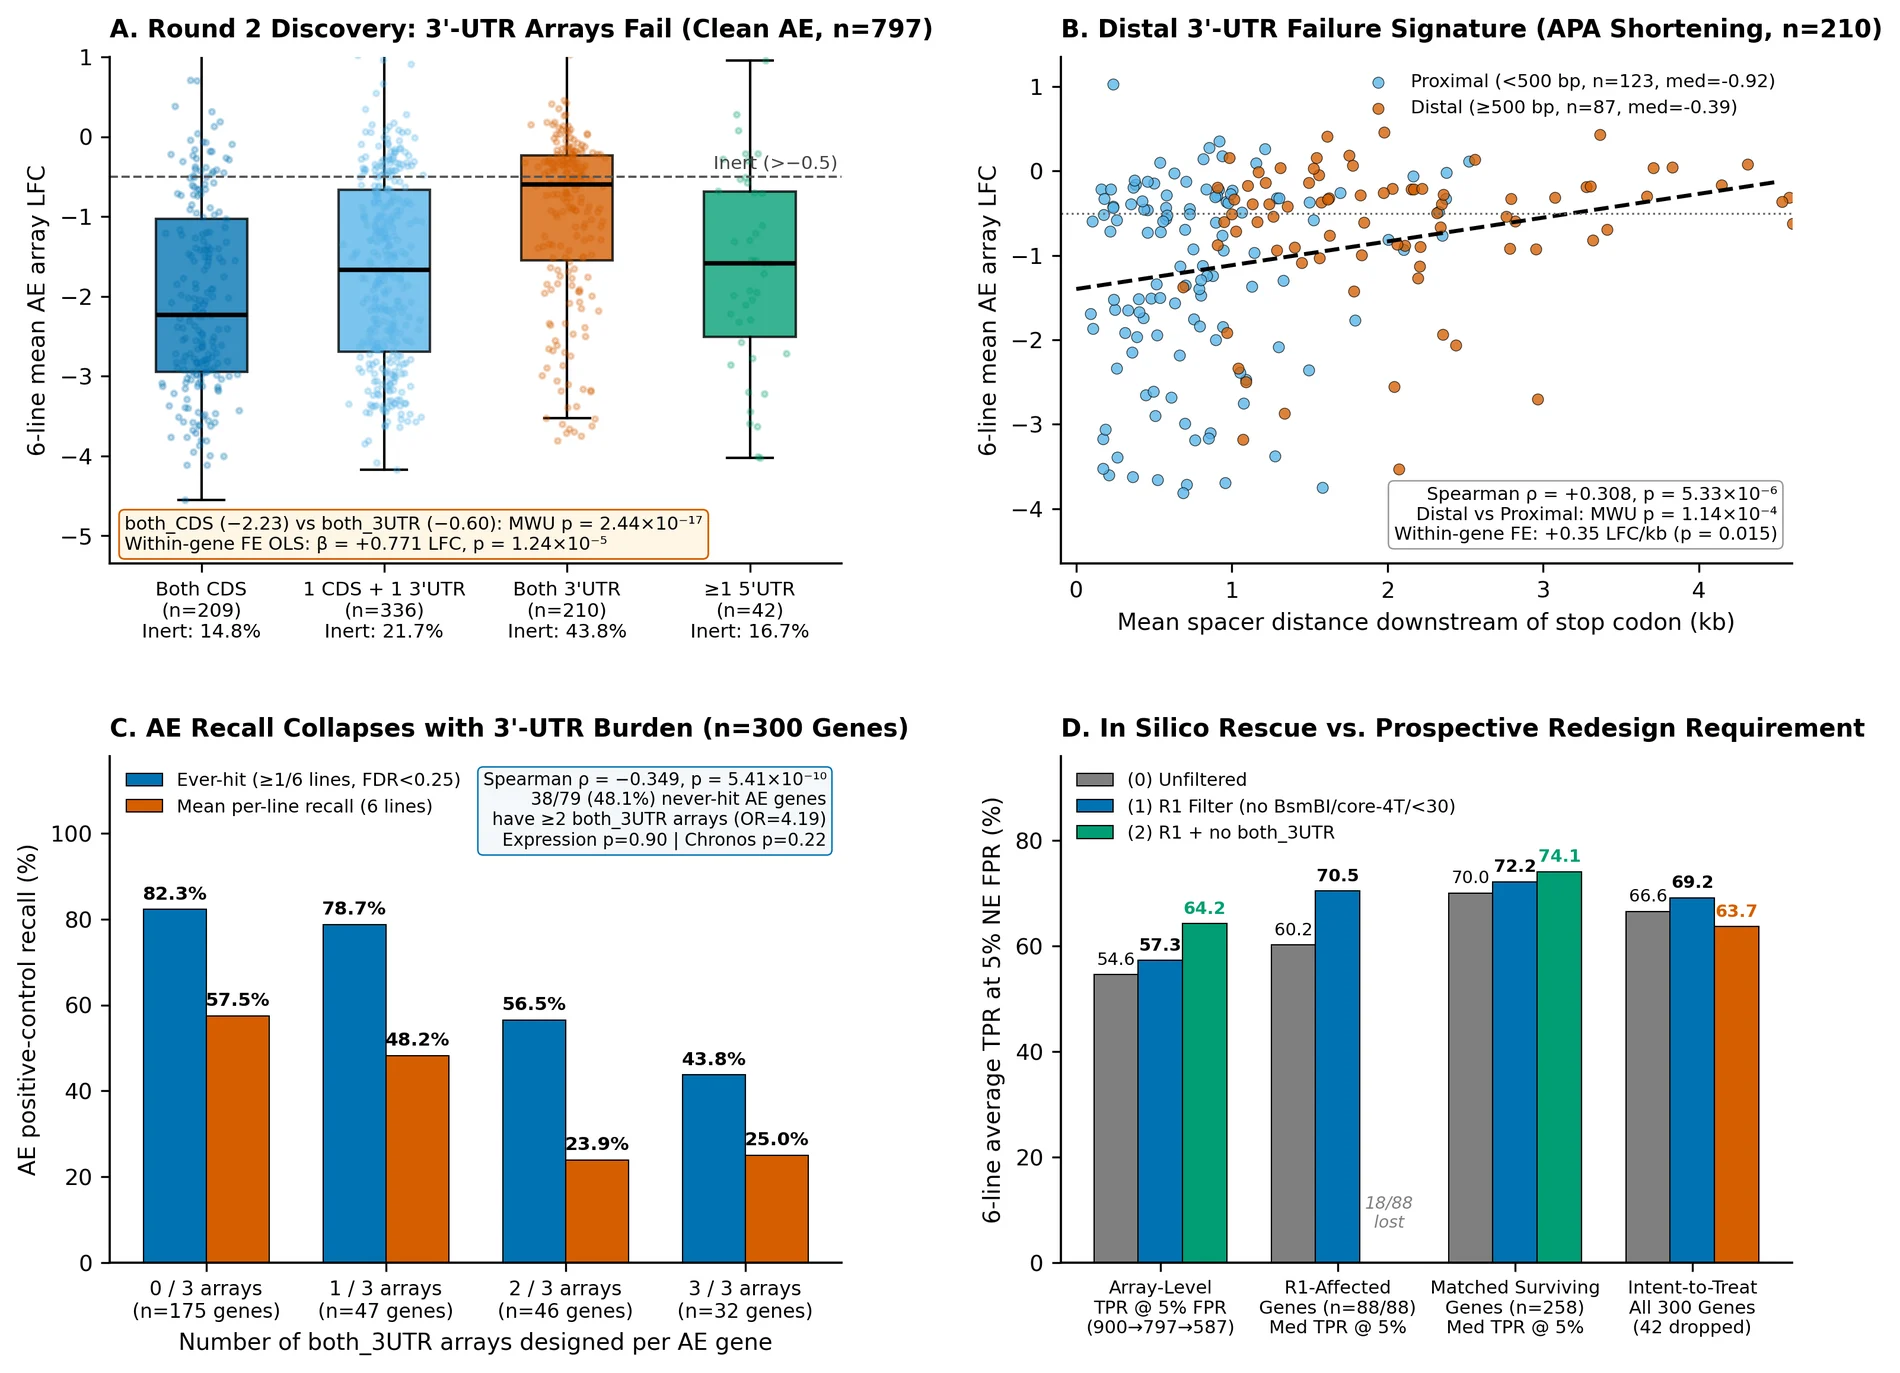 A. Round 2 Discovery: 3'-UTR Arrays Fail (Clean AE, n=797)
1
0
−1
−2
−3
−4
−5
6-line mean AE array LFC
Inert (>−0.5)
both_CDS (−2.23) vs both_3UTR (−0.60): MWU p = 2.44×10⁻¹⁷
Within-gene FE OLS: β = +0.771 LFC, p = 1.24×10⁻⁵
Both CDS
(n=209)
Inert: 14.8%
1 CDS + 1 3'UTR
(n=336)
Inert: 21.7%
Both 3'UTR
(n=210)
Inert: 43.8%
≥1 5'UTR
(n=42)
Inert: 16.7%
B. Distal 3'-UTR Failure Signature (APA Shortening, n=210)
Proximal (<500 bp, n=123, med=-0.92)
Distal (≥500 bp, n=87, med=-0.39)
1
0
−1
−2
−3
−4
6-line mean AE array LFC
Spearman ρ = +0.308, p = 5.33×10⁻⁶
Distal vs Proximal: MWU p = 1.14×10⁻⁴
Within-gene FE: +0.35 LFC/kb (p = 0.015)
0 1 2 3 4
Mean spacer distance downstream of stop codon (kb)
C. AE Recall Collapses with 3'-UTR Burden (n=300 Genes)
Ever-hit (≥1/6 lines, FDR<0.25)
Mean per-line recall (6 lines)
Spearman ρ = −0.349, p = 5.41×10⁻¹⁰
38/79 (48.1%) never-hit AE genes
have ≥2 both_3UTR arrays (OR=4.19)
Expression p=0.90 | Chronos p=0.22
100
80
60
40
20
0
AE positive-control recall (%)
82.3%
57.5%
78.7%
48.2%
56.5%
23.9%
43.8%
25.0%
0 / 3 arrays
(n=175 genes)
1 / 3 arrays
(n=47 genes)
2 / 3 arrays
(n=46 genes)
3 / 3 arrays
(n=32 genes)
Number of both_3UTR arrays designed per AE gene
D. In Silico Rescue vs. Prospective Redesign Requirement
(0) Unfiltered
(1) R1 Filter (no BsmBI/core-4T/<30)
(2) R1 + no both_3UTR
80
60
40
20
0
6-line average TPR at 5% NE FPR (%)
54.6
57.3
64.2
60.2
70.5
18/88
lost
70.0
72.2
74.1
66.6
69.2
63.7
Array-Level
TPR @ 5% FPR
(900→797→587)
R1-Affected
Genes (n=88/88)
Med TPR @ 5%
Matched Surviving
Genes (n=258)
Med TPR @ 5%
Intent-to-Treat
All 300 Genes
(42 dropped)